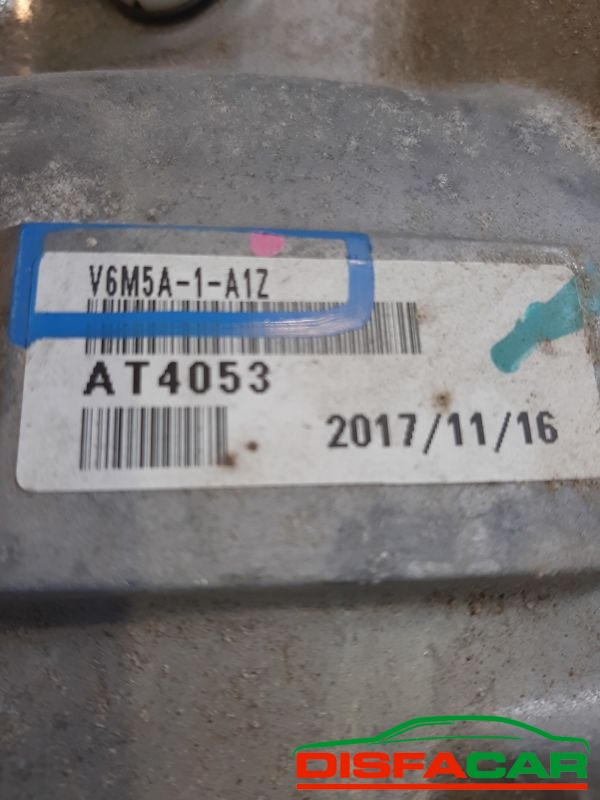 V6M5A-1-A1Z
AT4053
2017/11/16
DISFACAR